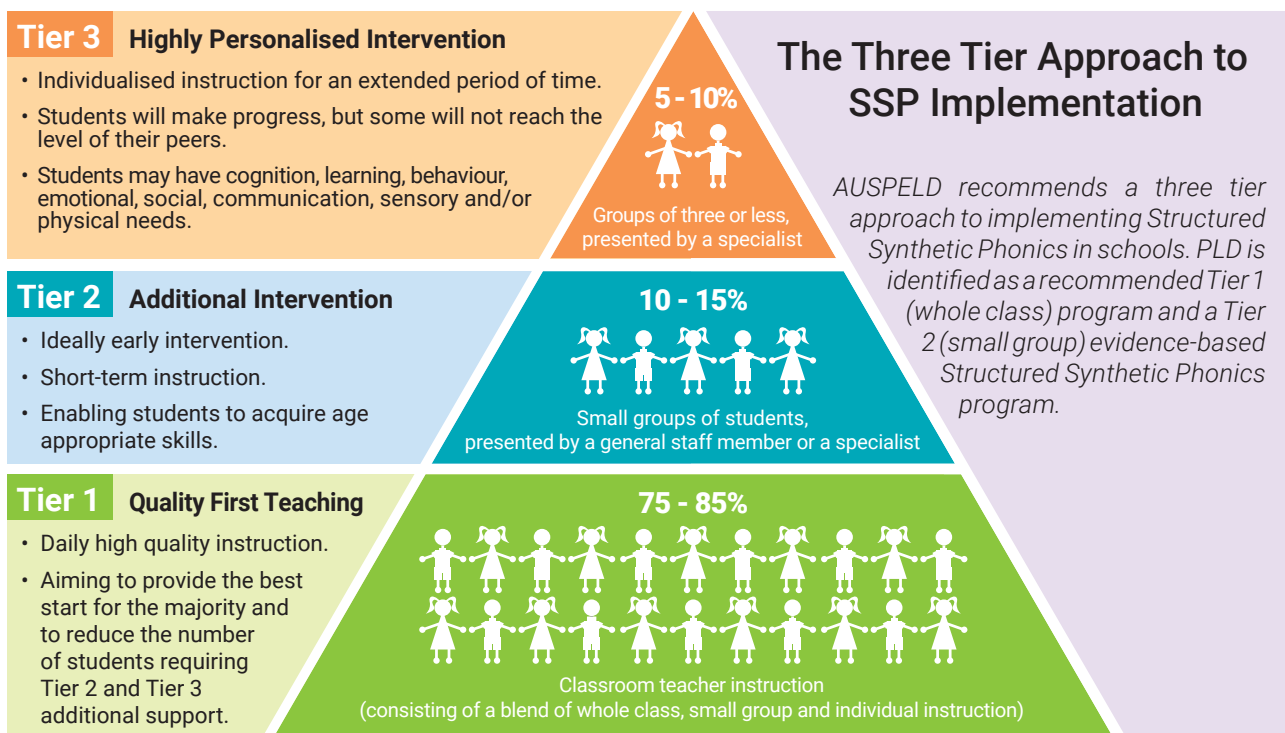 Tier 3 Highly Personalised Intervention
• Individualised instruction for an extended period of time.
• Students will make progress, but some will not reach the
level of their peers.
• Students may have cognition, learning, behaviour,
emotional, social, communication, sensory and/or
physical needs.
5 - 10%
Groups of three or less,
presented by a specialist
The Three Tier Approach to
SSP Implementation
AUSPELD recommends a three tier
approach to implementing Structured
Synthetic Phonics in schools. PLD is
identified as a recommended Tier 1
(whole class) program and a Tier
2 (small group) evidence-based
Structured Synthetic Phonics
program.
Tier 2 Additional Intervention
• Ideally early intervention.
• Short-term instruction.
• Enabling students to acquire age
appropriate skills.
10 - 15%
Small groups of students,
presented by a general staff member or a specialist
Tier 1 Quality First Teaching
• Daily high quality instruction.
• Aiming to provide the best
start for the majority and
to reduce the number
of students requiring
Tier 2 and Tier 3
additional support.
75 - 85%
Classroom teacher instruction
(consisting of a blend of whole class, small group and individual instruction)